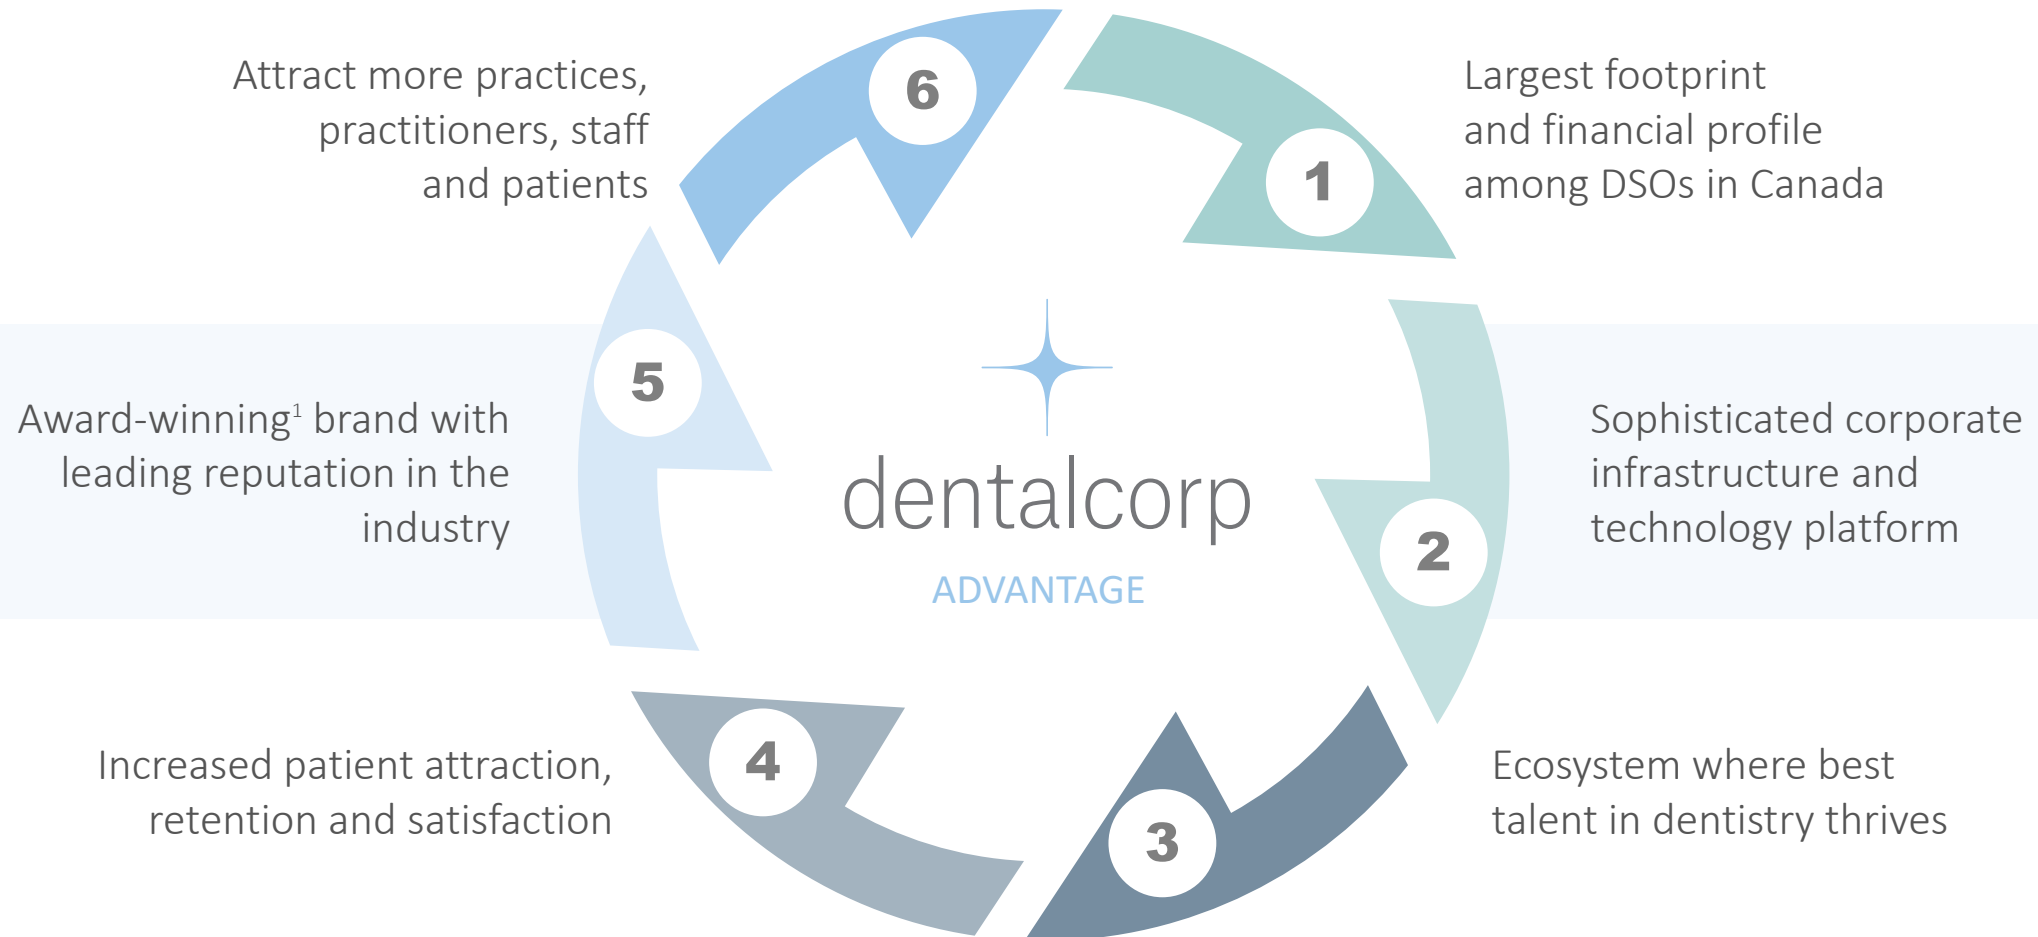 1
Largest footprint
and financial profile
among DSOs in Canada
2
Sophisticated corporate
infrastructure and
technology platform
3
Ecosystem where best
talent in dentistry thrives
4
Increased patient attraction,
retention and satisfaction
5
Award-winning¹ brand with
leading reputation in the
industry
6
Attract more practices,
practitioners, staff
and patients
dentalcorp
ADVANTAGE